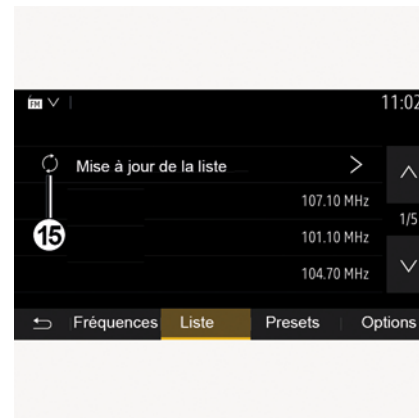 FM
11:02
Mise à jour de la liste
15
107.10 MHz
1/5
101.10 MHz
104.70 MHz
Fréquences Liste Presets Options